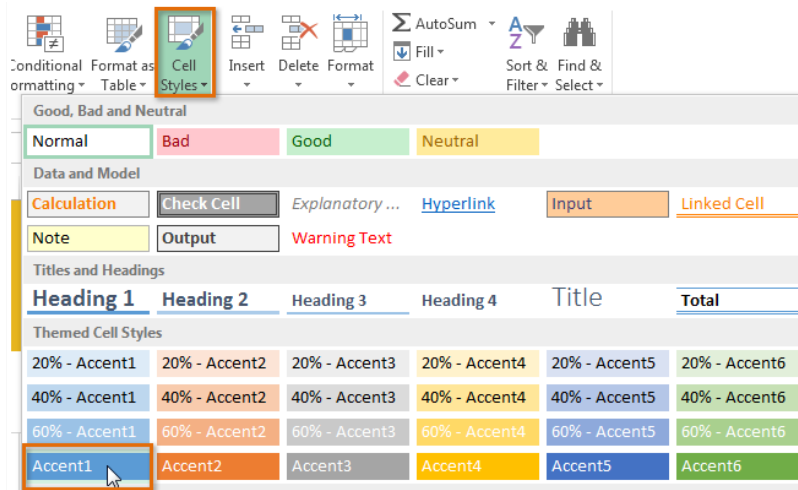 AutoSum
Fill
Clear
Conditional Format as Cell Insert Delete Format Sort & Find &
Formatting Table Styles Filter Select
Good, Bad and Neutral
Normal Bad Good Neutral
Data and Model
Calculation Check Cell Explanatory ... Hyperlink Input Linked Cell
Note Output Warning Text
Titles and Headings
Heading 1 Heading 2 Heading 3 Heading 4 Title Total
Themed Cell Styles
20% - Accent1 20% - Accent2 20% - Accent3 20% - Accent4 20% - Accent5 20% - Accent6
40% - Accent1 40% - Accent2 40% - Accent3 40% - Accent4 40% - Accent5 40% - Accent6
60% - Accent1 60% - Accent2 60% - Accent3 60% - Accent4 60% - Accent5 60% - Accent6
Accent1 Accent2 Accent3 Accent4 Accent5 Accent6